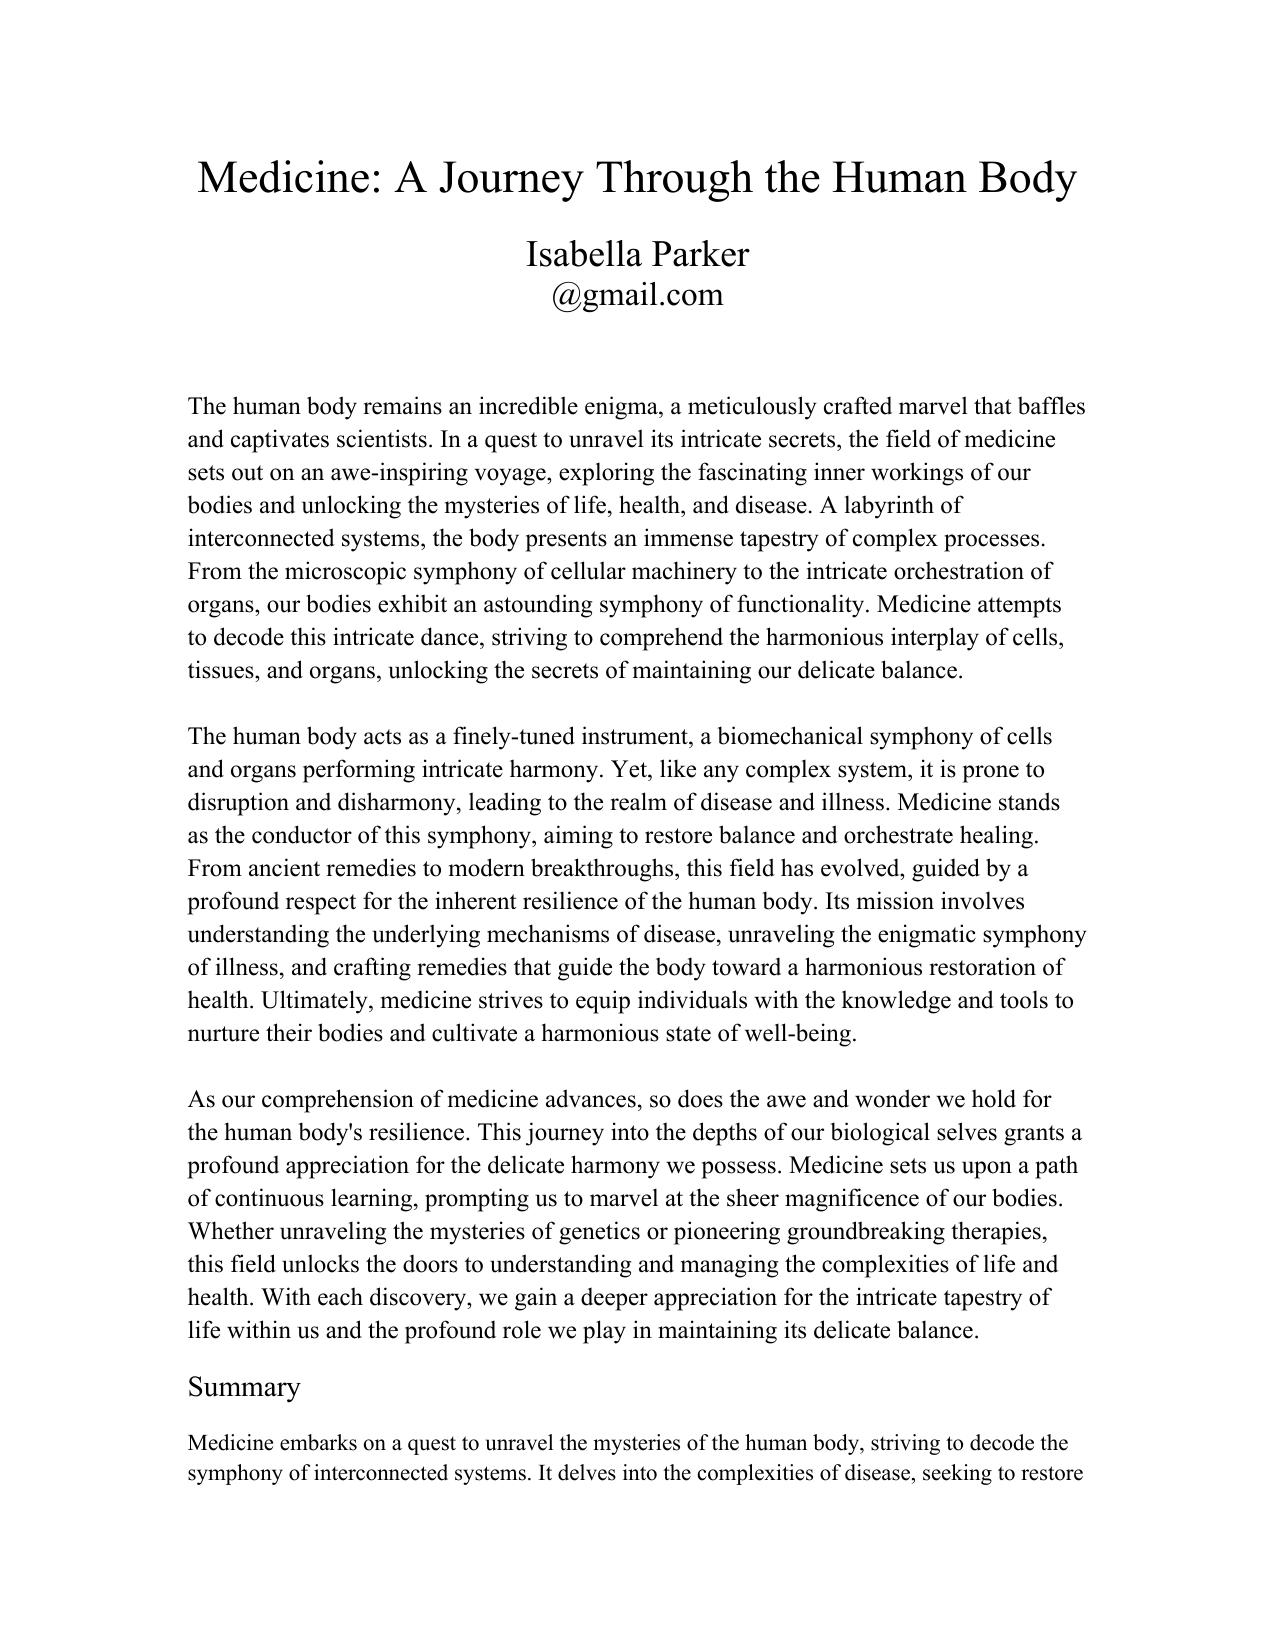 Medicine: A Journey Through the Human Body
Isabella Parker
@gmail.com
The human body remains an incredible enigma, a meticulously crafted marvel that baffles
and captivates scientists. In a quest to unravel its intricate secrets, the field of medicine
sets out on an awe-inspiring voyage, exploring the fascinating inner workings of our
bodies and unlocking the mysteries of life, health, and disease. A labyrinth of
interconnected systems, the body presents an immense tapestry of complex processes.
From the microscopic symphony of cellular machinery to the intricate orchestration of
organs, our bodies exhibit an astounding symphony of functionality. Medicine attempts
to decode this intricate dance, striving to comprehend the harmonious interplay of cells,
tissues, and organs, unlocking the secrets of maintaining our delicate balance.
The human body acts as a finely-tuned instrument, a biomechanical symphony of cells
and organs performing intricate harmony. Yet, like any complex system, it is prone to
disruption and disharmony, leading to the realm of disease and illness. Medicine stands
as the conductor of this symphony, aiming to restore balance and orchestrate healing.
From ancient remedies to modern breakthroughs, this field has evolved, guided by a
profound respect for the inherent resilience of the human body. Its mission involves
understanding the underlying mechanisms of disease, unraveling the enigmatic symphony
of illness, and crafting remedies that guide the body toward a harmonious restoration of
health. Ultimately, medicine strives to equip individuals with the knowledge and tools to
nurture their bodies and cultivate a harmonious state of well-being.
As our comprehension of medicine advances, so does the awe and wonder we hold for
the human body's resilience. This journey into the depths of our biological selves grants a
profound appreciation for the delicate harmony we possess. Medicine sets us upon a path
of continuous learning, prompting us to marvel at the sheer magnificence of our bodies.
Whether unraveling the mysteries of genetics or pioneering groundbreaking therapies,
this field unlocks the doors to understanding and managing the complexities of life and
health. With each discovery, we gain a deeper appreciation for the intricate tapestry of
life within us and the profound role we play in maintaining its delicate balance.
Summary
Medicine embarks on a quest to unravel the mysteries of the human body, striving to decode the
symphony of interconnected systems. It delves into the complexities of disease, seeking to restore